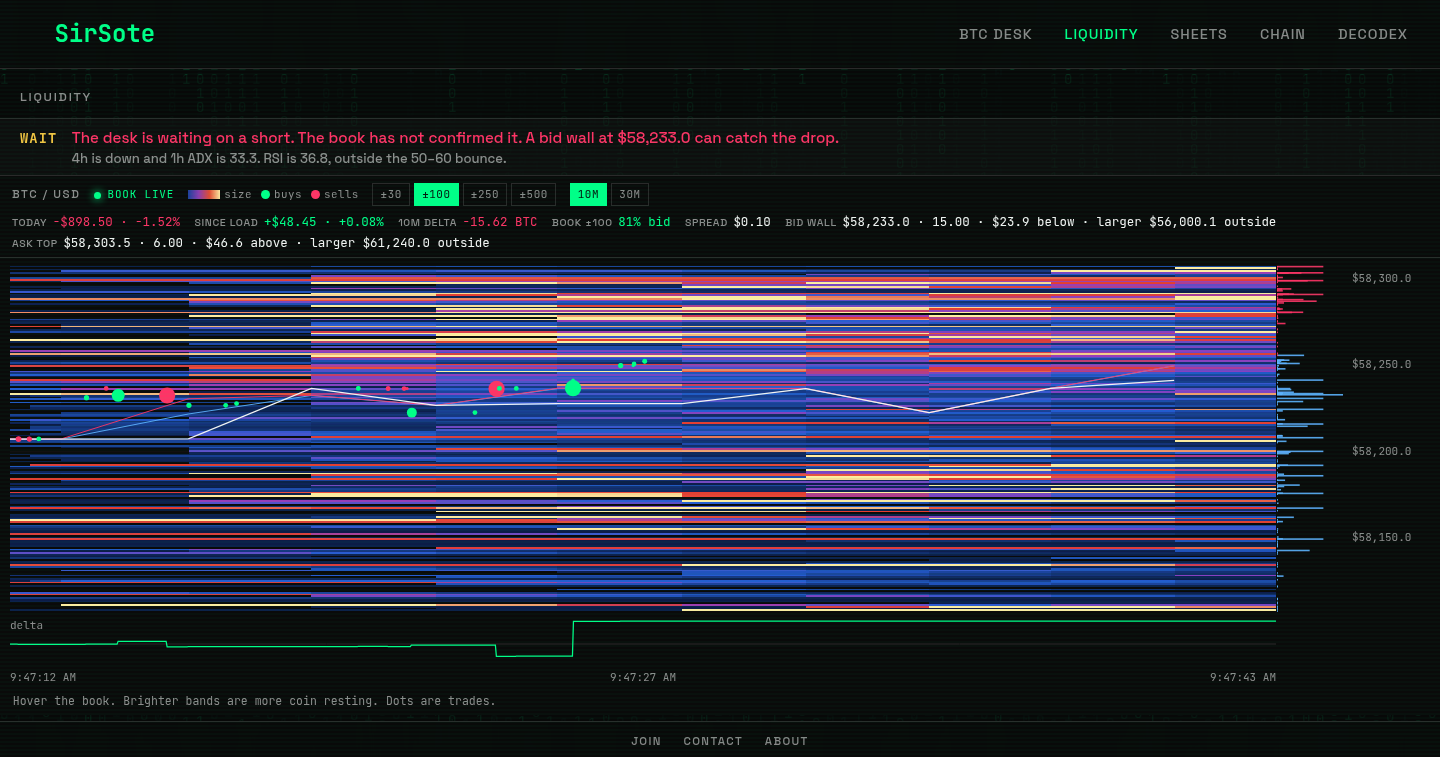 SirSote
BTC DESK LIQUIDITY SHEETS CHAIN DECODEX
LIQUIDITY
WAIT The desk is waiting on a short. The book has not confirmed it. A bid wall at $58,233.0 can catch the drop.
4h is down and 1h ADX is 33.3. RSI is 36.8, outside the 50–60 bounce.
BTC / USD BOOK LIVE size buys sells ±30 ±100 ±250 ±500 10M 30M
TODAY -$898.50 · -1.52% SINCE LOAD +$48.45 · +0.08% 10M DELTA -15.62 BTC BOOK ±100 81% bid SPREAD $0.10 BID WALL $58,233.0 · 15.00 · $23.9 below · larger $56,000.1 outside
ASK TOP $58,303.5 · 6.00 · $46.6 above · larger $61,240.0 outside
$58,300.0
$58,250.0
$58,200.0
$58,150.0
delta
9:47:12 AM 9:47:27 AM 9:47:43 AM
Hover the book. Brighter bands are more coin resting. Dots are trades.
JOIN CONTACT ABOUT